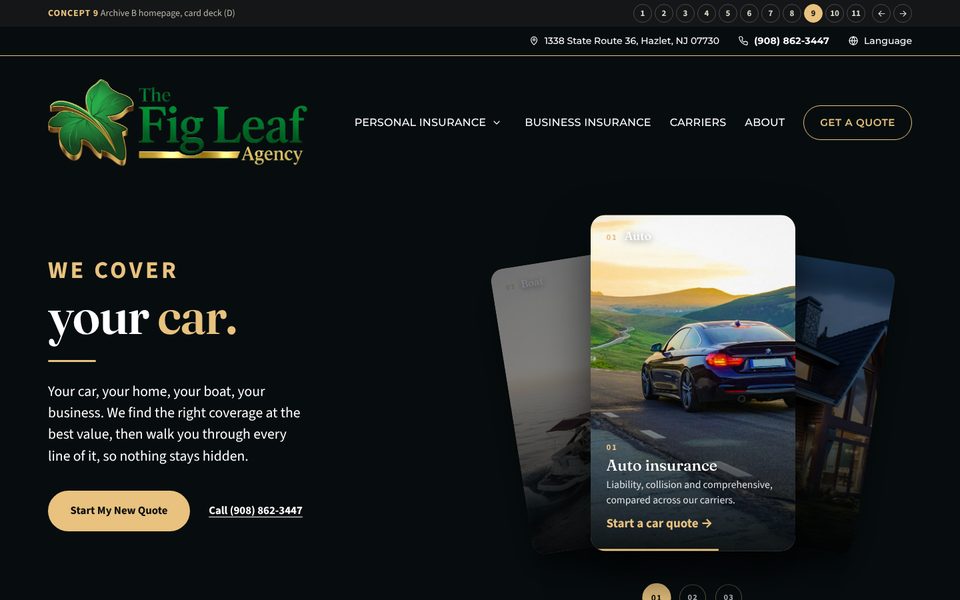 CONCEPT 9 Archive B homepage, card deck (D)
1 2 3 4 5 6 7 8 9 10 11 ← →
1338 State Route 36, Hazlet, NJ 07730 (908) 862-3447 Language
The
Fig Leaf
Agency
PERSONAL INSURANCE BUSINESS INSURANCE CARRIERS ABOUT GET A QUOTE
WE COVER
your car.
Your car, your home, your boat, your
business. We find the right coverage at the
best value, then walk you through every
line of it, so nothing stays hidden.
Start My New Quote Call (908) 862-3447
Boat
01 Auto
01
Auto insurance
Liability, collision and comprehensive,
compared across our carriers.
Start a car quote →
01 02 03